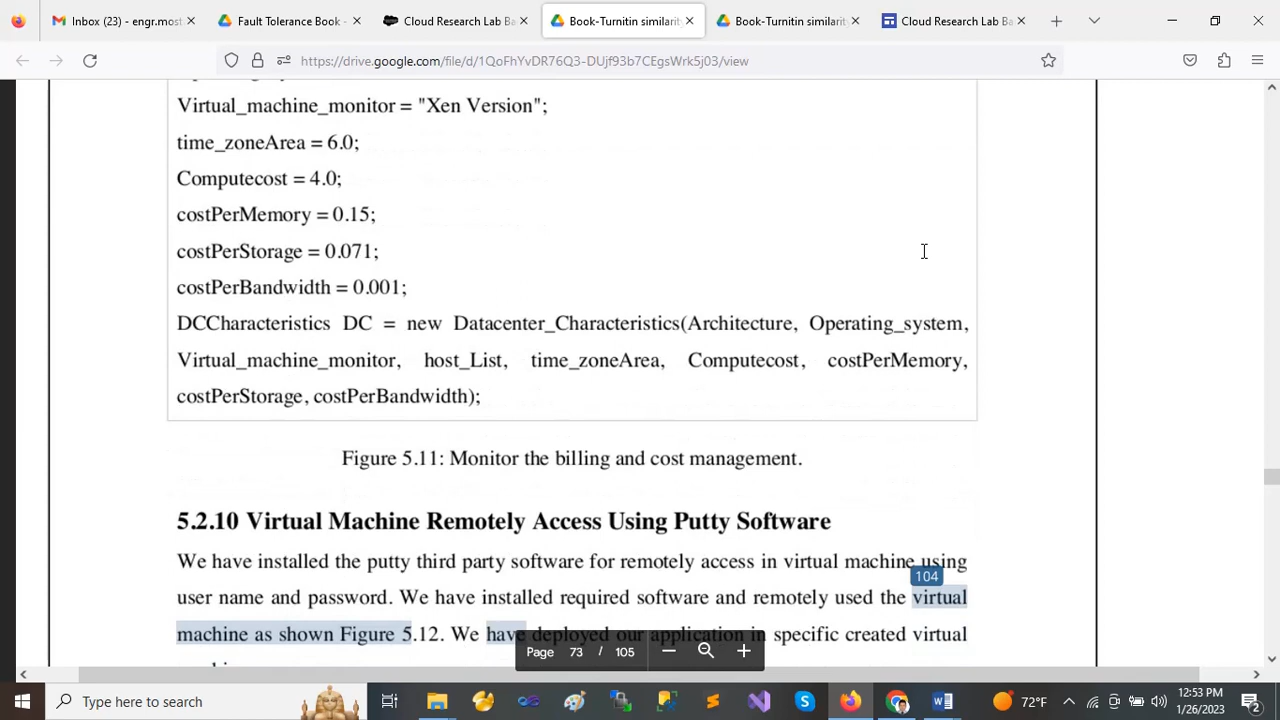 Inbox (23) - engr.most
Fault Tolerance Book -
Cloud Research Lab Ba
Book-Turnitin similarit
Book-Turnitin similarit
Cloud Research Lab Ba
https://drive.google.com/file/d/1QoFhYvDR76Q3-DUjf93b7CEgsWrk5j03/view
Virtual_machine_monitor = "Xen Version";
time_zoneArea = 6.0;
Computecost = 4.0;
costPerMemory = 0.15;
costPerStorage = 0.071;
costPerBandwidth = 0.001;
DCCharacteristics DC = new Datacenter_Characteristics(Architecture, Operating_system,
Virtual_machine_monitor, host_List, time_zoneArea, Computecost, costPerMemory,
costPerStorage, costPerBandwidth);
Figure 5.11: Monitor the billing and cost management.
5.2.10 Virtual Machine Remotely Access Using Putty Software
We have installed the putty third party software for remotely access in virtual machine using
104
user name and password. We have installed required software and remotely used the virtual
machine as shown Figure 5.12. We have deployed our application in specific created virtual
Page 73 / 105
Type here to search
72°F
12:53 PM
1/26/2023
2